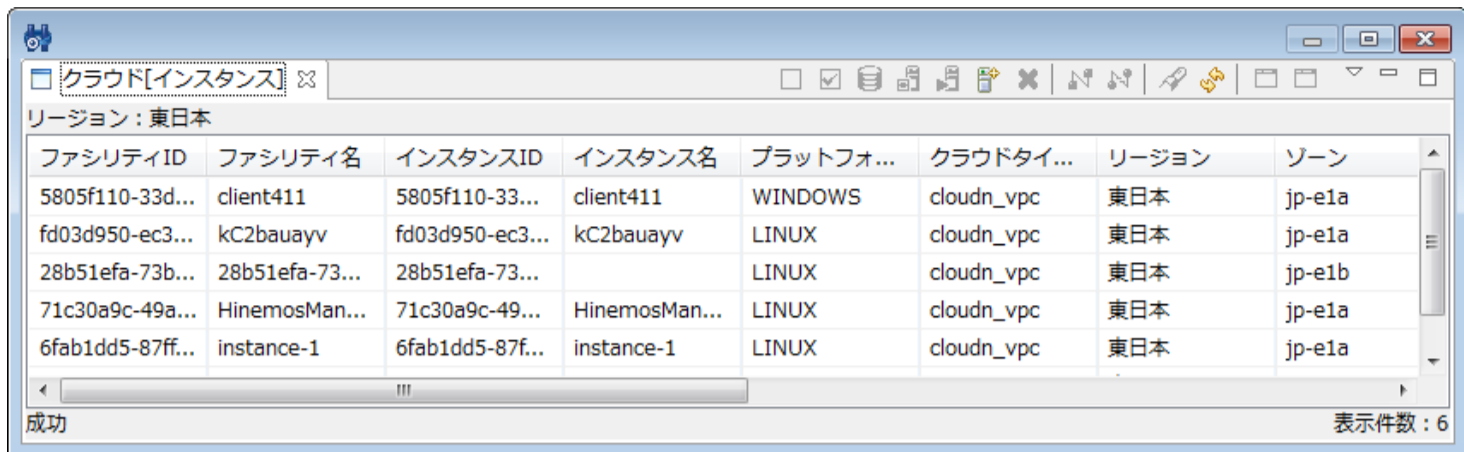 クラウド[インスタンス]
リージョン：東日本
ファシリティID ファシリティ名 インスタンスID インスタンス名 プラットフォ... クラウドタイ... リージョン ゾーン
5805f110-33d... client411 5805f110-33... client411 WINDOWS cloudn_vpc 東日本 jp-e1a
fd03d950-ec3... kC2bauayv fd03d950-ec3... kC2bauayv LINUX cloudn_vpc 東日本 jp-e1a
28b51efa-73b... 28b51efa-73... 28b51efa-73... LINUX cloudn_vpc 東日本 jp-e1b
71c30a9c-49a... HinemosMan... 71c30a9c-49... HinemosMan... LINUX cloudn_vpc 東日本 jp-e1a
6fab1dd5-87ff... instance-1 6fab1dd5-87f... instance-1 LINUX cloudn_vpc 東日本 jp-e1a
成功 表示件数：6